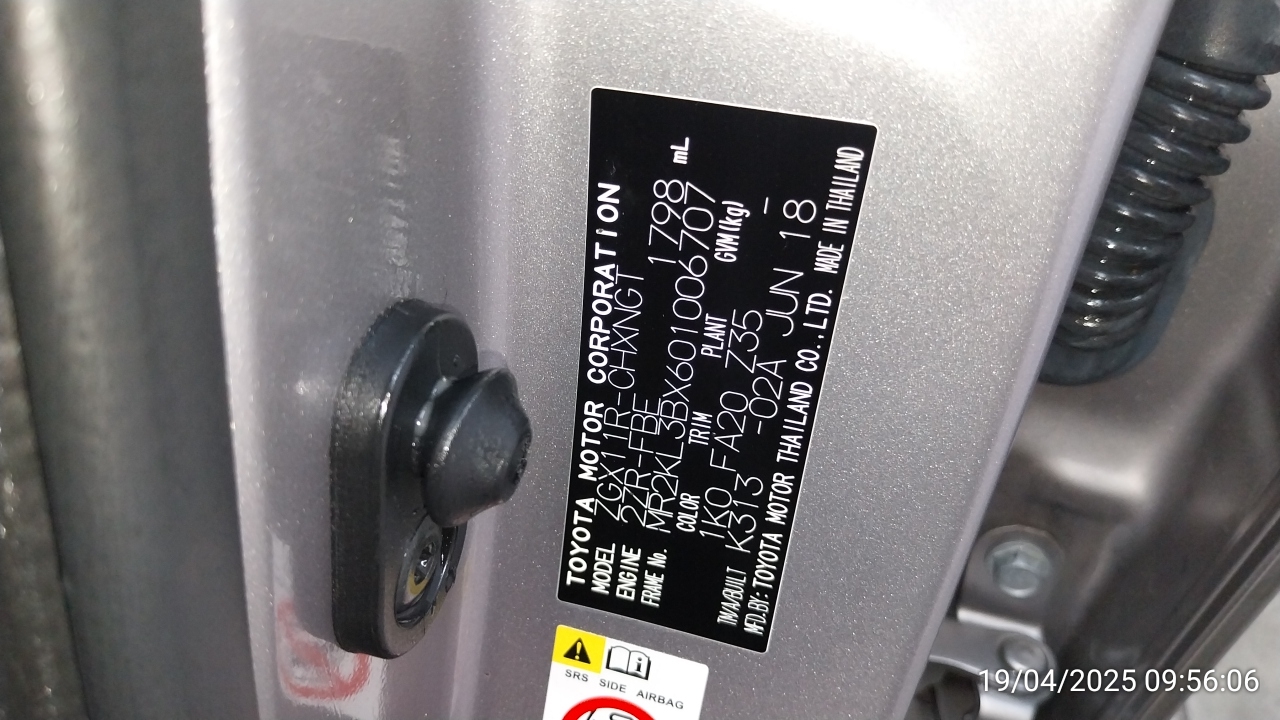 TOYOTA MOTOR CORPORATION
MODEL ZGX11R-CHXNGT
ENGINE 2ZR-FBE 1798 mL
FRAME No. MR2KL3BX601006707
COLOR TRIM PLANT GVM(kg)
1K0 FA20 Z35 -
TM/A/BUILT K313 -02A JUN 18
MFD.BY: TOYOTA MOTOR THAILAND CO.,LTD. MADE IN THAILAND
SRS SIDE AIRBAG
19/04/2025 09:56:06